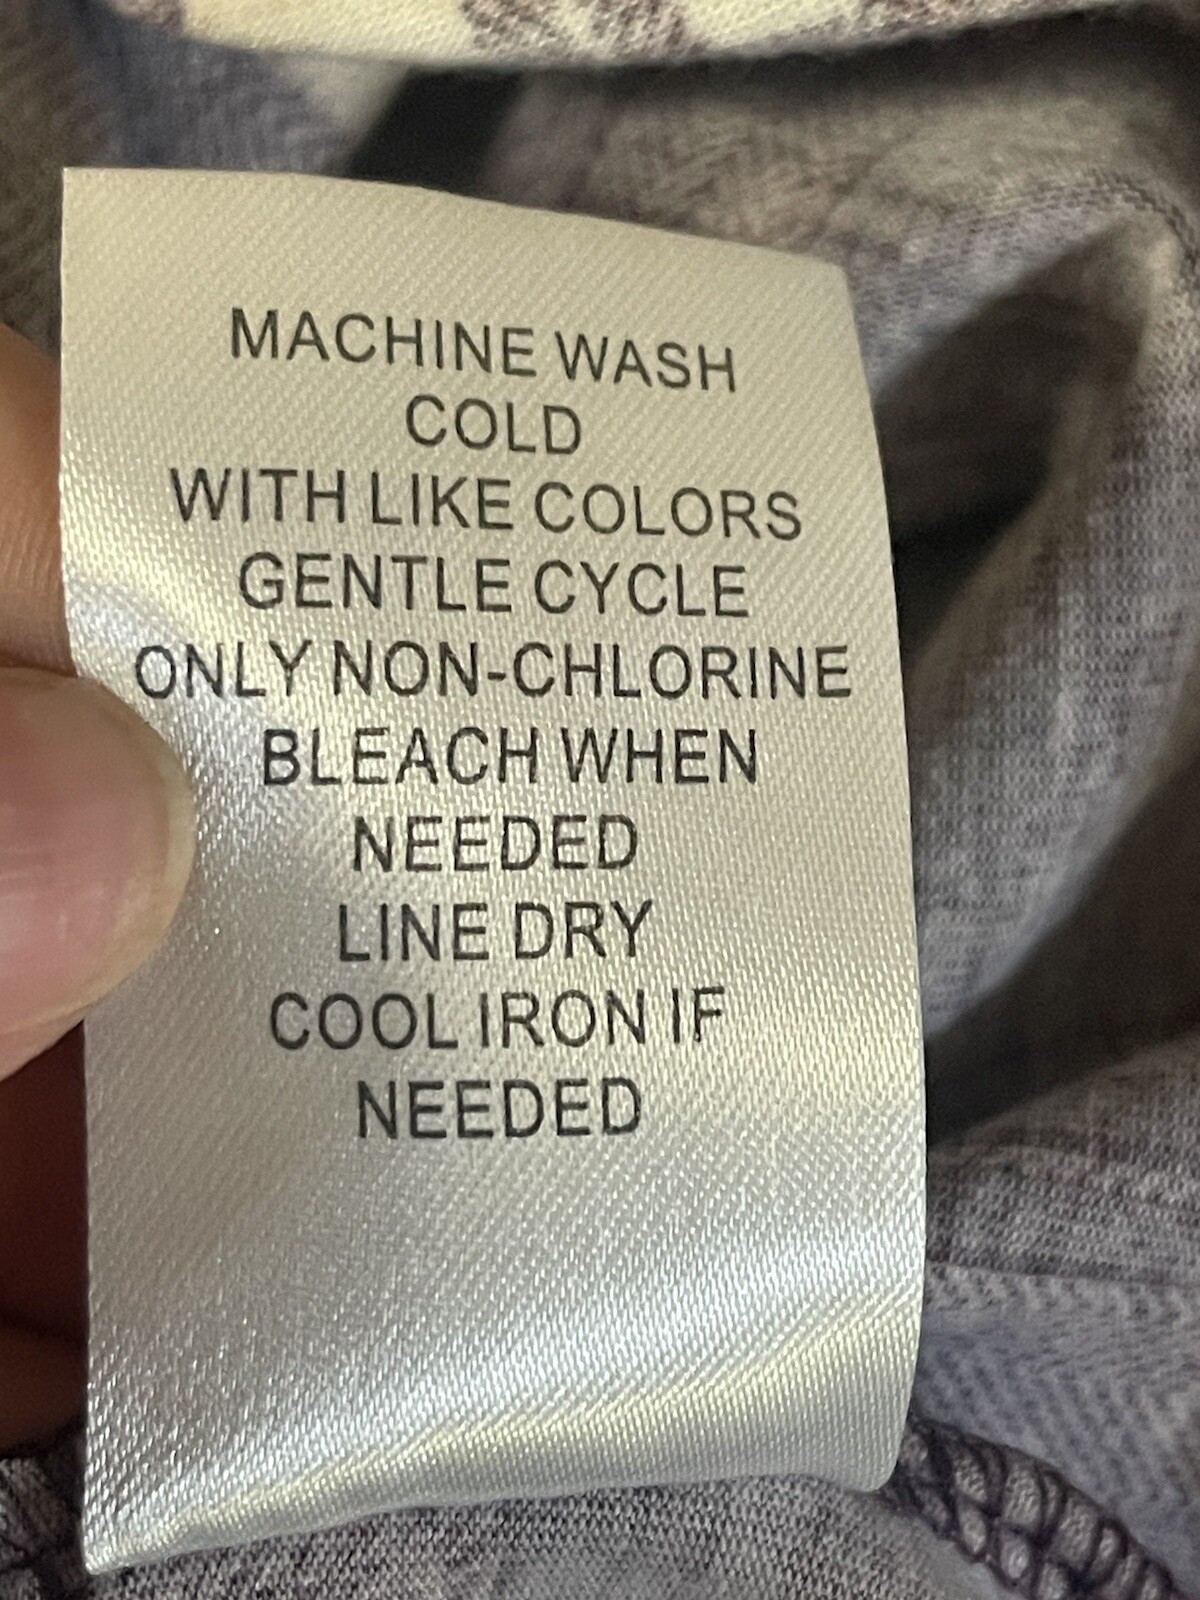 MACHINE WASH
COLD
WITH LIKE COLORS
GENTLE CYCLE
ONLY NON-CHLORINE
BLEACH WHEN
NEEDED
LINE DRY
COOL IRON IF
NEEDED